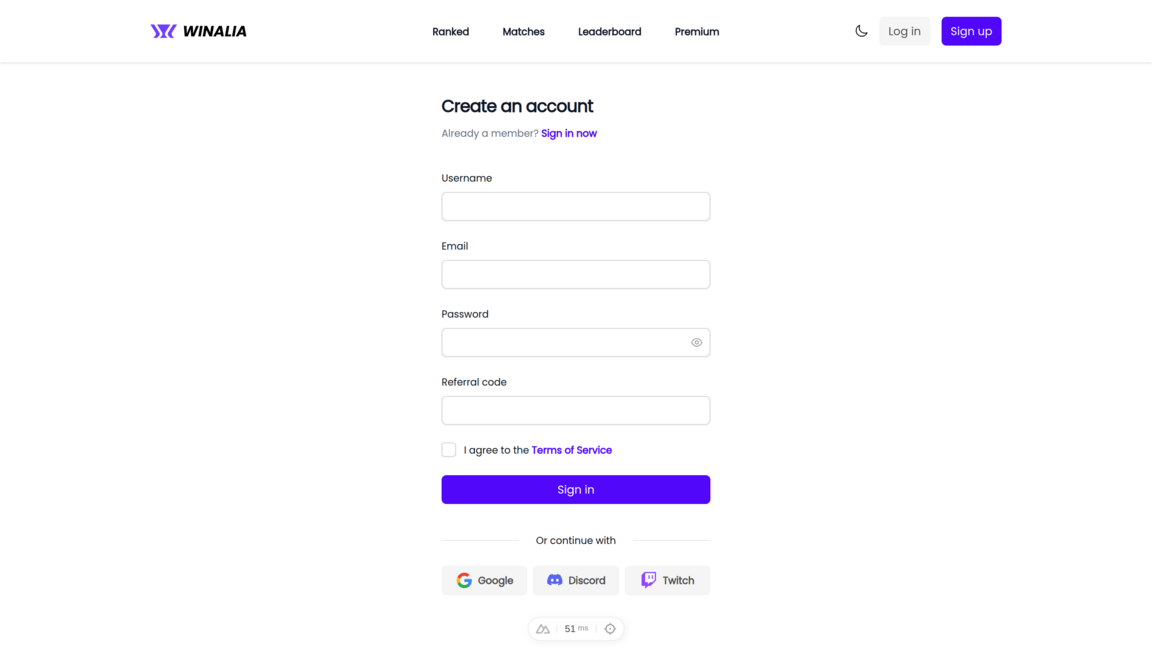 WINALIA
Ranked Matches Leaderboard Premium
Log in Sign up
Create an account
Already a member? Sign in now
Username
Email
Password
Referral code
I agree to the Terms of Service
Sign in
Or continue with
Google Discord Twitch
51 ms